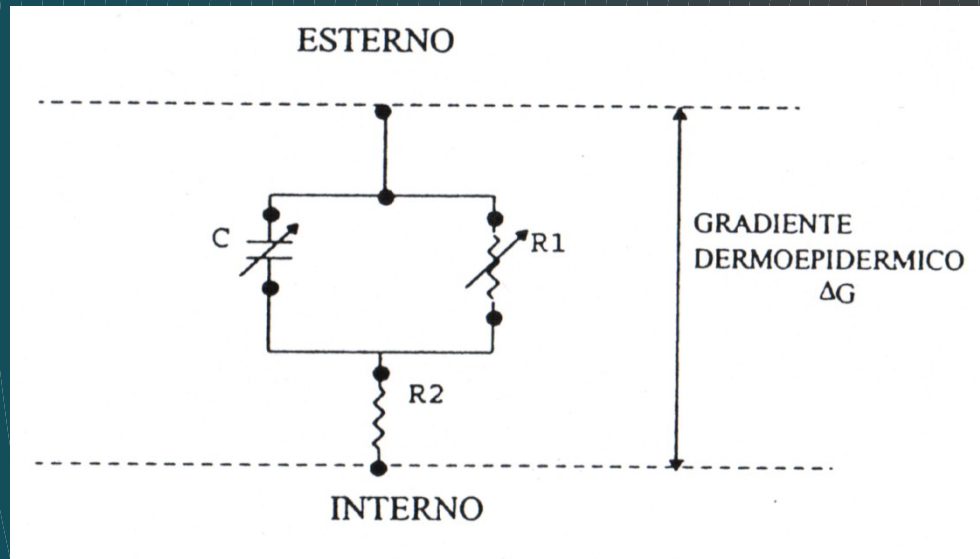 ESTERNO
C
R1
GRADIENTE
DERMOEPIDERMICO
ΔG
R2
INTERNO